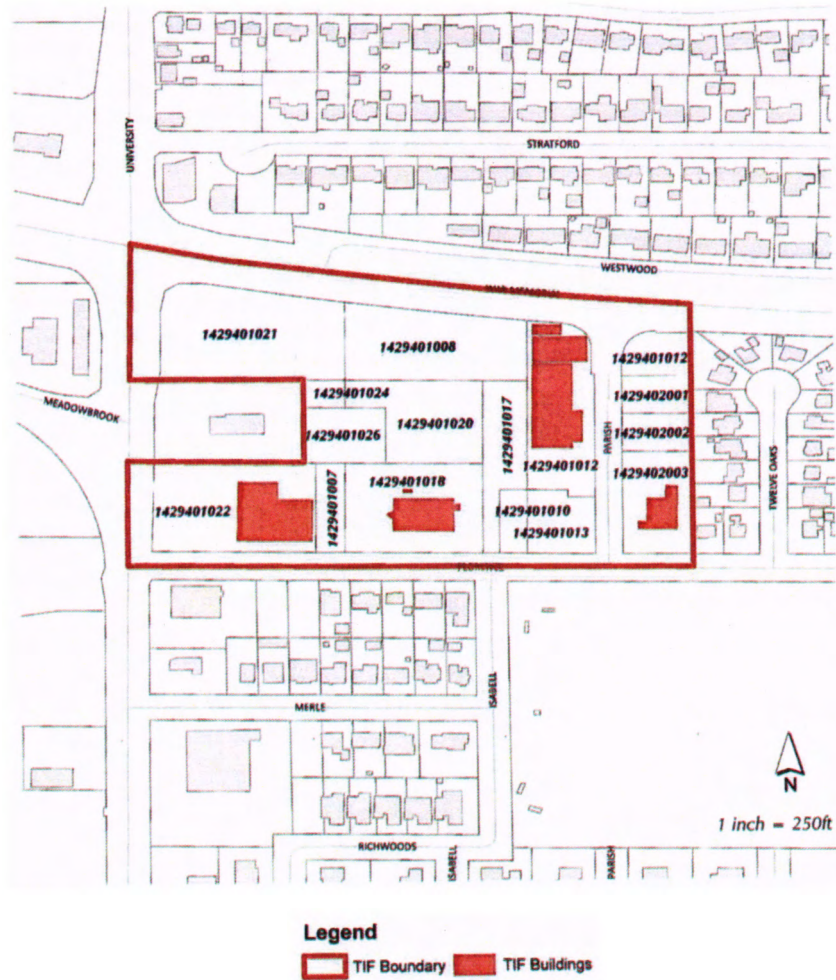 UNIVERSITY
STRATFORD
WESTWOOD
1429401021
1429401008
1429401012
MEADOWBROOK
1429401024
1429402001
1429401026
1429401020
1429401017
PARISH
1429402002
1429401012
1429402003
TWELVE OAKS
1429401018
1429401022
1429401007
1429401010
1429401013
ISABELL
MERLE
N
1 inch = 250ft
RICHWOODS
ISABELL
PARISH
Legend
TIF Boundary
TIF Buildings